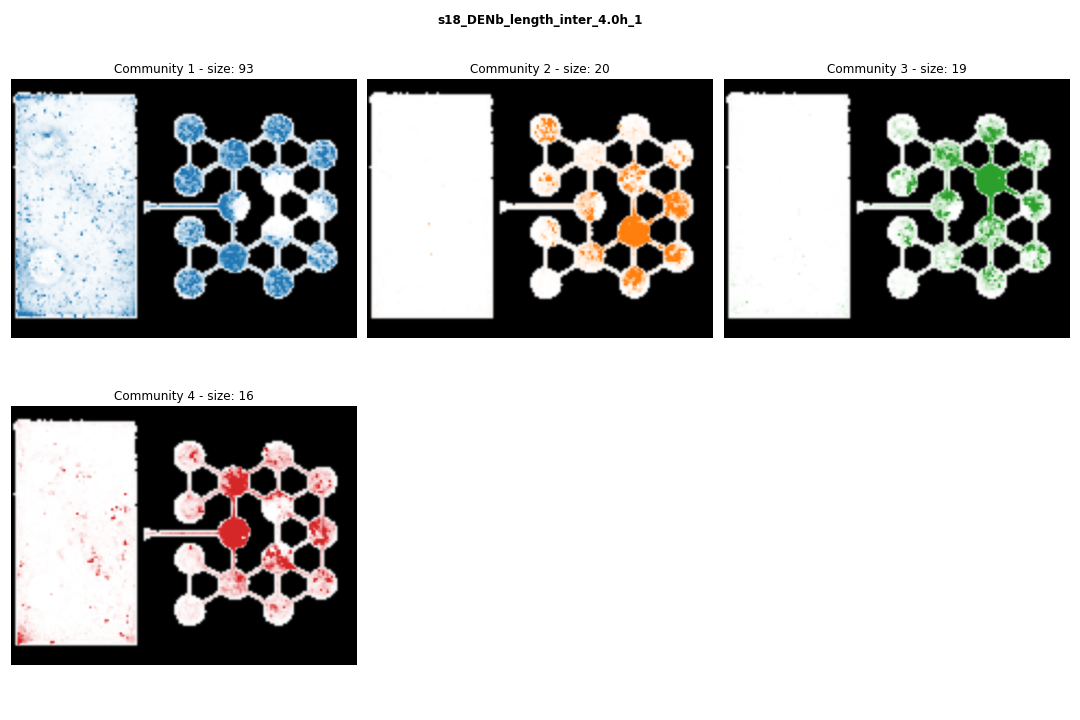 s18_DENb_length_inter_4.0h_1
Community 1 - size: 93
Community 2 - size: 20
Community 3 - size: 19
Community 4 - size: 16